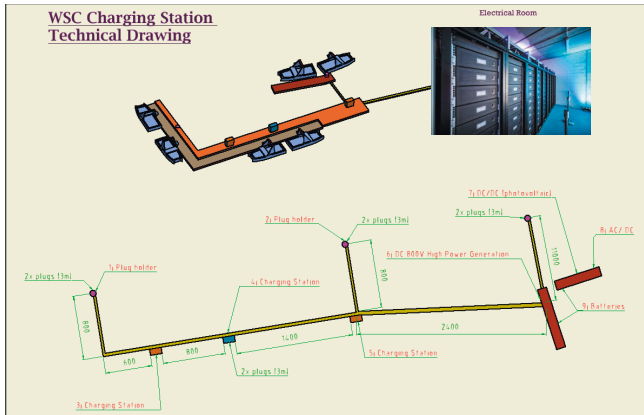 WSC Charging Station
Technical Drawing
Electrical Room
7) DC/DC (photovoltaic)
2) Plug holder
2x plugs (3m)
2x plugs (3m)
8) AC/ DC
6) DC 800V High Power Generation
1) Plug holder
2x plugs (3m)
11000
800
4) Charging Station
9) Batteries
800
2400
1400
800
600
5) Charging Station
2x plugs (3m)
3) Charging Station